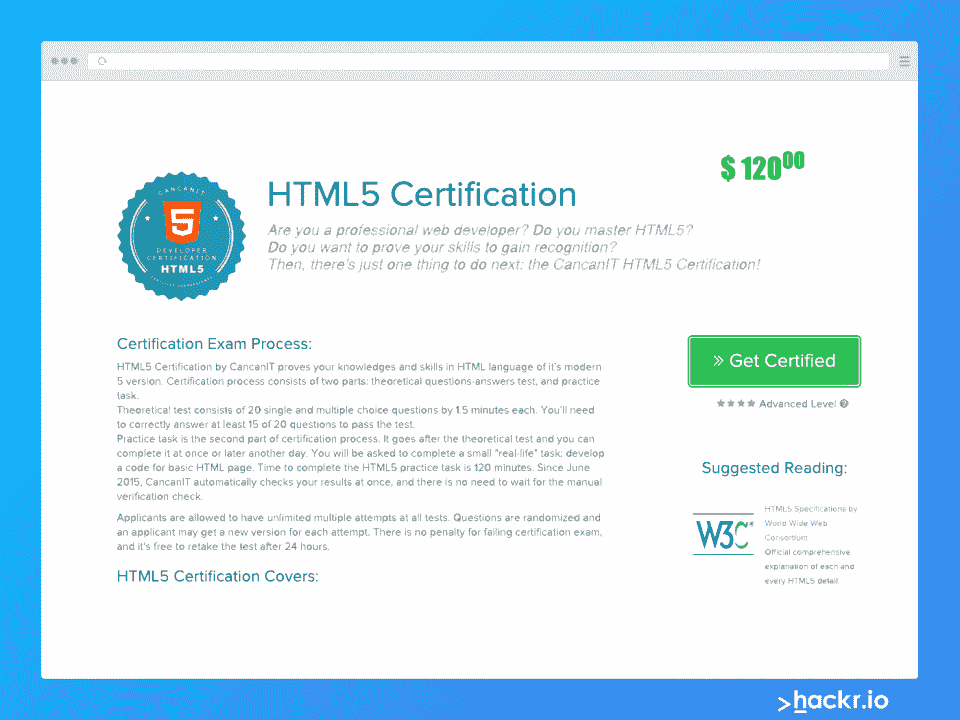 $ 120⁰⁰
CANCANIT
5
DEVELOPER
CERTIFICATION
HTML5
HTML5 Certification
Are you a professional web developer? Do you master HTML5?
Do you want to prove your skills to gain recognition?
Then, there's just one thing to do next: the CancanIT HTML5 Certification!
Certification Exam Process:
HTML5 Certification by CancanIT proves your knowledges and skills in HTML language of it's modern
5 version. Certification process consists of two parts: theoretical questions-answers test, and practice
task.
Theoretical test consists of 20 single and multiple choice questions by 1.5 minutes each. You'll need
to correctly answer at least 15 of 20 questions to pass the test.
Practice task is the second part of certification process. It goes after the theoretical test and you can
complete it at once or later another day. You will be asked to complete a small "real-life" task: develop
a code for basic HTML page. Time to complete the HTML5 practice task is 120 minutes. Since June
2015, CancanIT automatically checks your results at once, and there is no need to wait for the manual
verification check.
Applicants are allowed to have unlimited multiple attempts at all tests. Questions are randomized and
an applicant may get a new version for each attempt. There is no penalty for failing certification exam,
and it's free to retake the test after 24 hours.
HTML5 Certification Covers:
» Get Certified
★★★★ Advanced Level ?
Suggested Reading:
W3C®
HTML5 Specifications by
World Wide Web
Consortium
Official comprehensive
explanation of each and
every HTML5 detail
>hackr.io